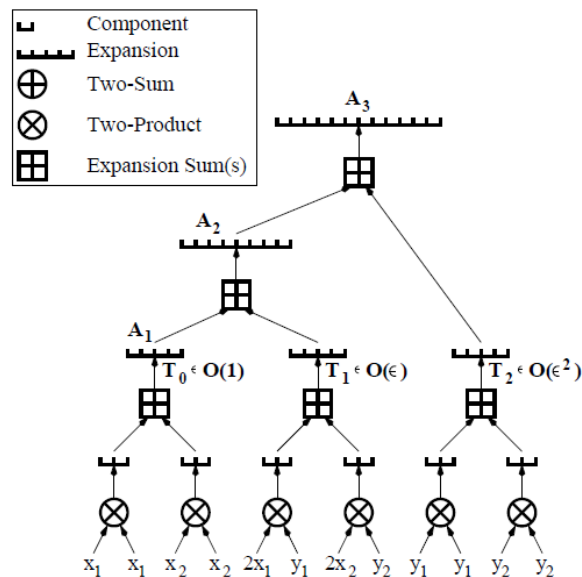 Component
Expansion
Two-Sum
Two-Product
Expansion Sum(s)
A3
A2
A1
T0 ϵ O(1)
T1 ϵ O(ϵ)
T2 ϵ O(ϵ²)
x1 x1 x2 x2 2x1 y1 2x2 y2 y1 y1 y2 y2